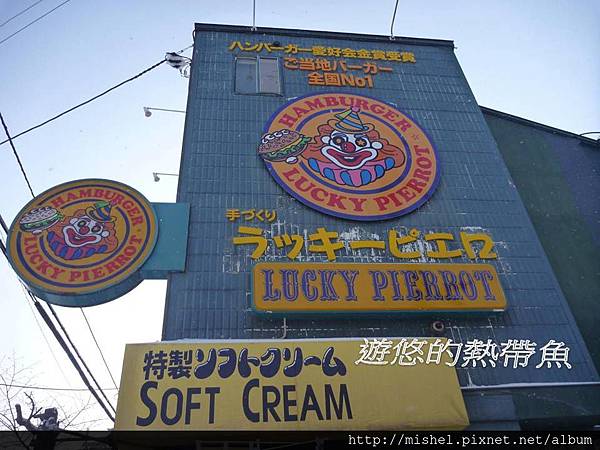 ハンバーガー愛好会金賞受賞
ご当地バーガー
全国No1
HAMBURGER
LUCKY PIERROT
HAMBURGER
LUCKY PIERROT
手づくり
ラッキーピエロ
LUCKY PIERROT
特製ソフトクリーム
SOFT CREAM
遊悠的熱帶魚
http://mishel.pixnet.net/album